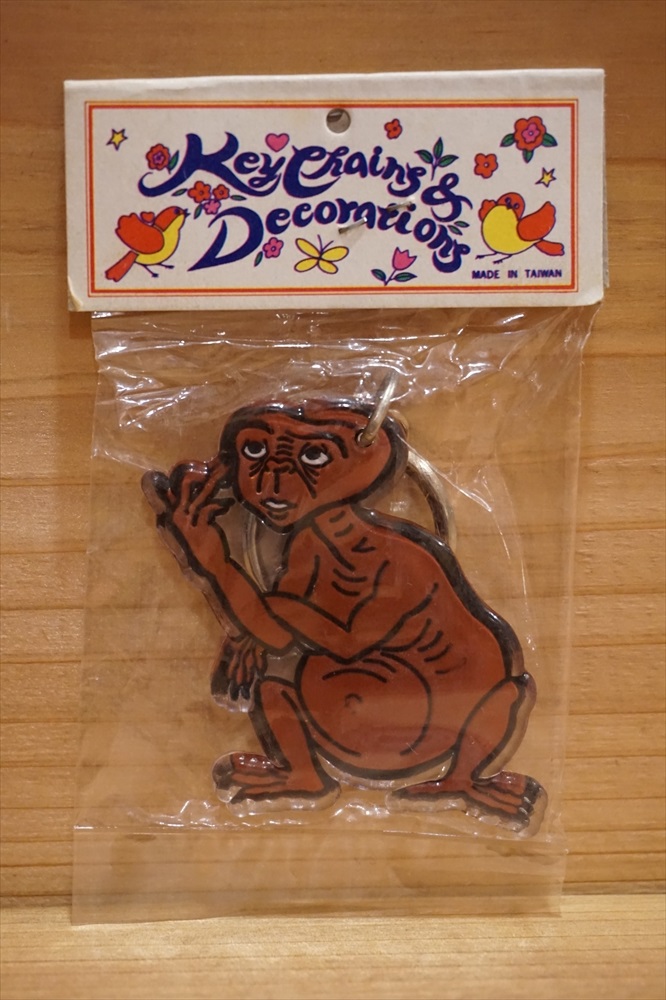 Key Chains &
Decorations
MADE IN TAIWAN